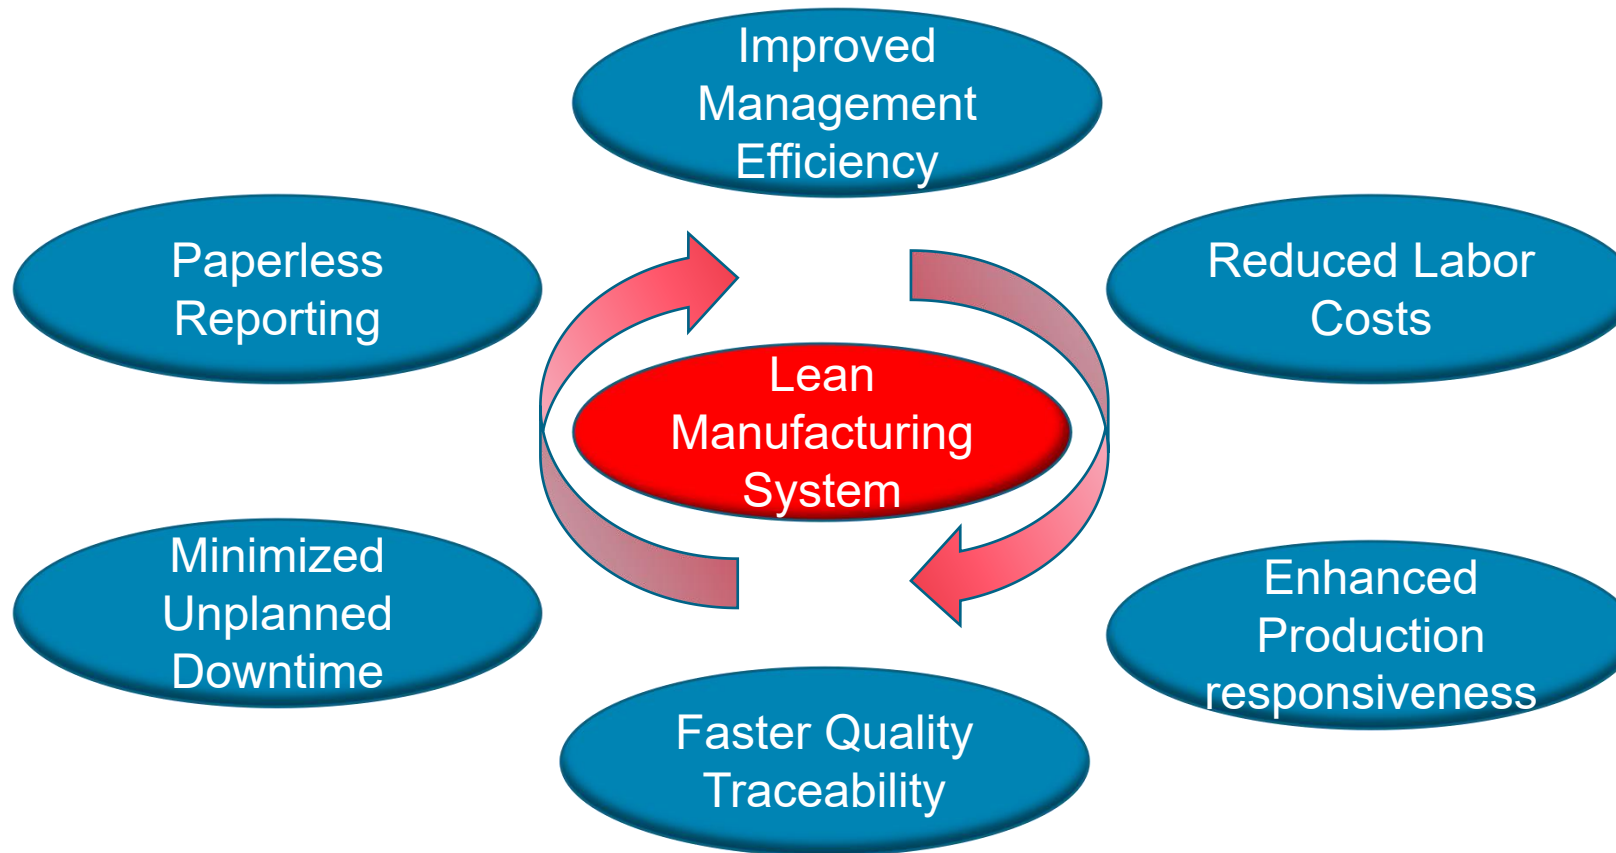 Improved
Management
Efficiency
Paperless
Reporting
Reduced Labor
Costs
Lean
Manufacturing
System
Minimized
Unplanned
Downtime
Enhanced
Production
responsiveness
Faster Quality
Traceability